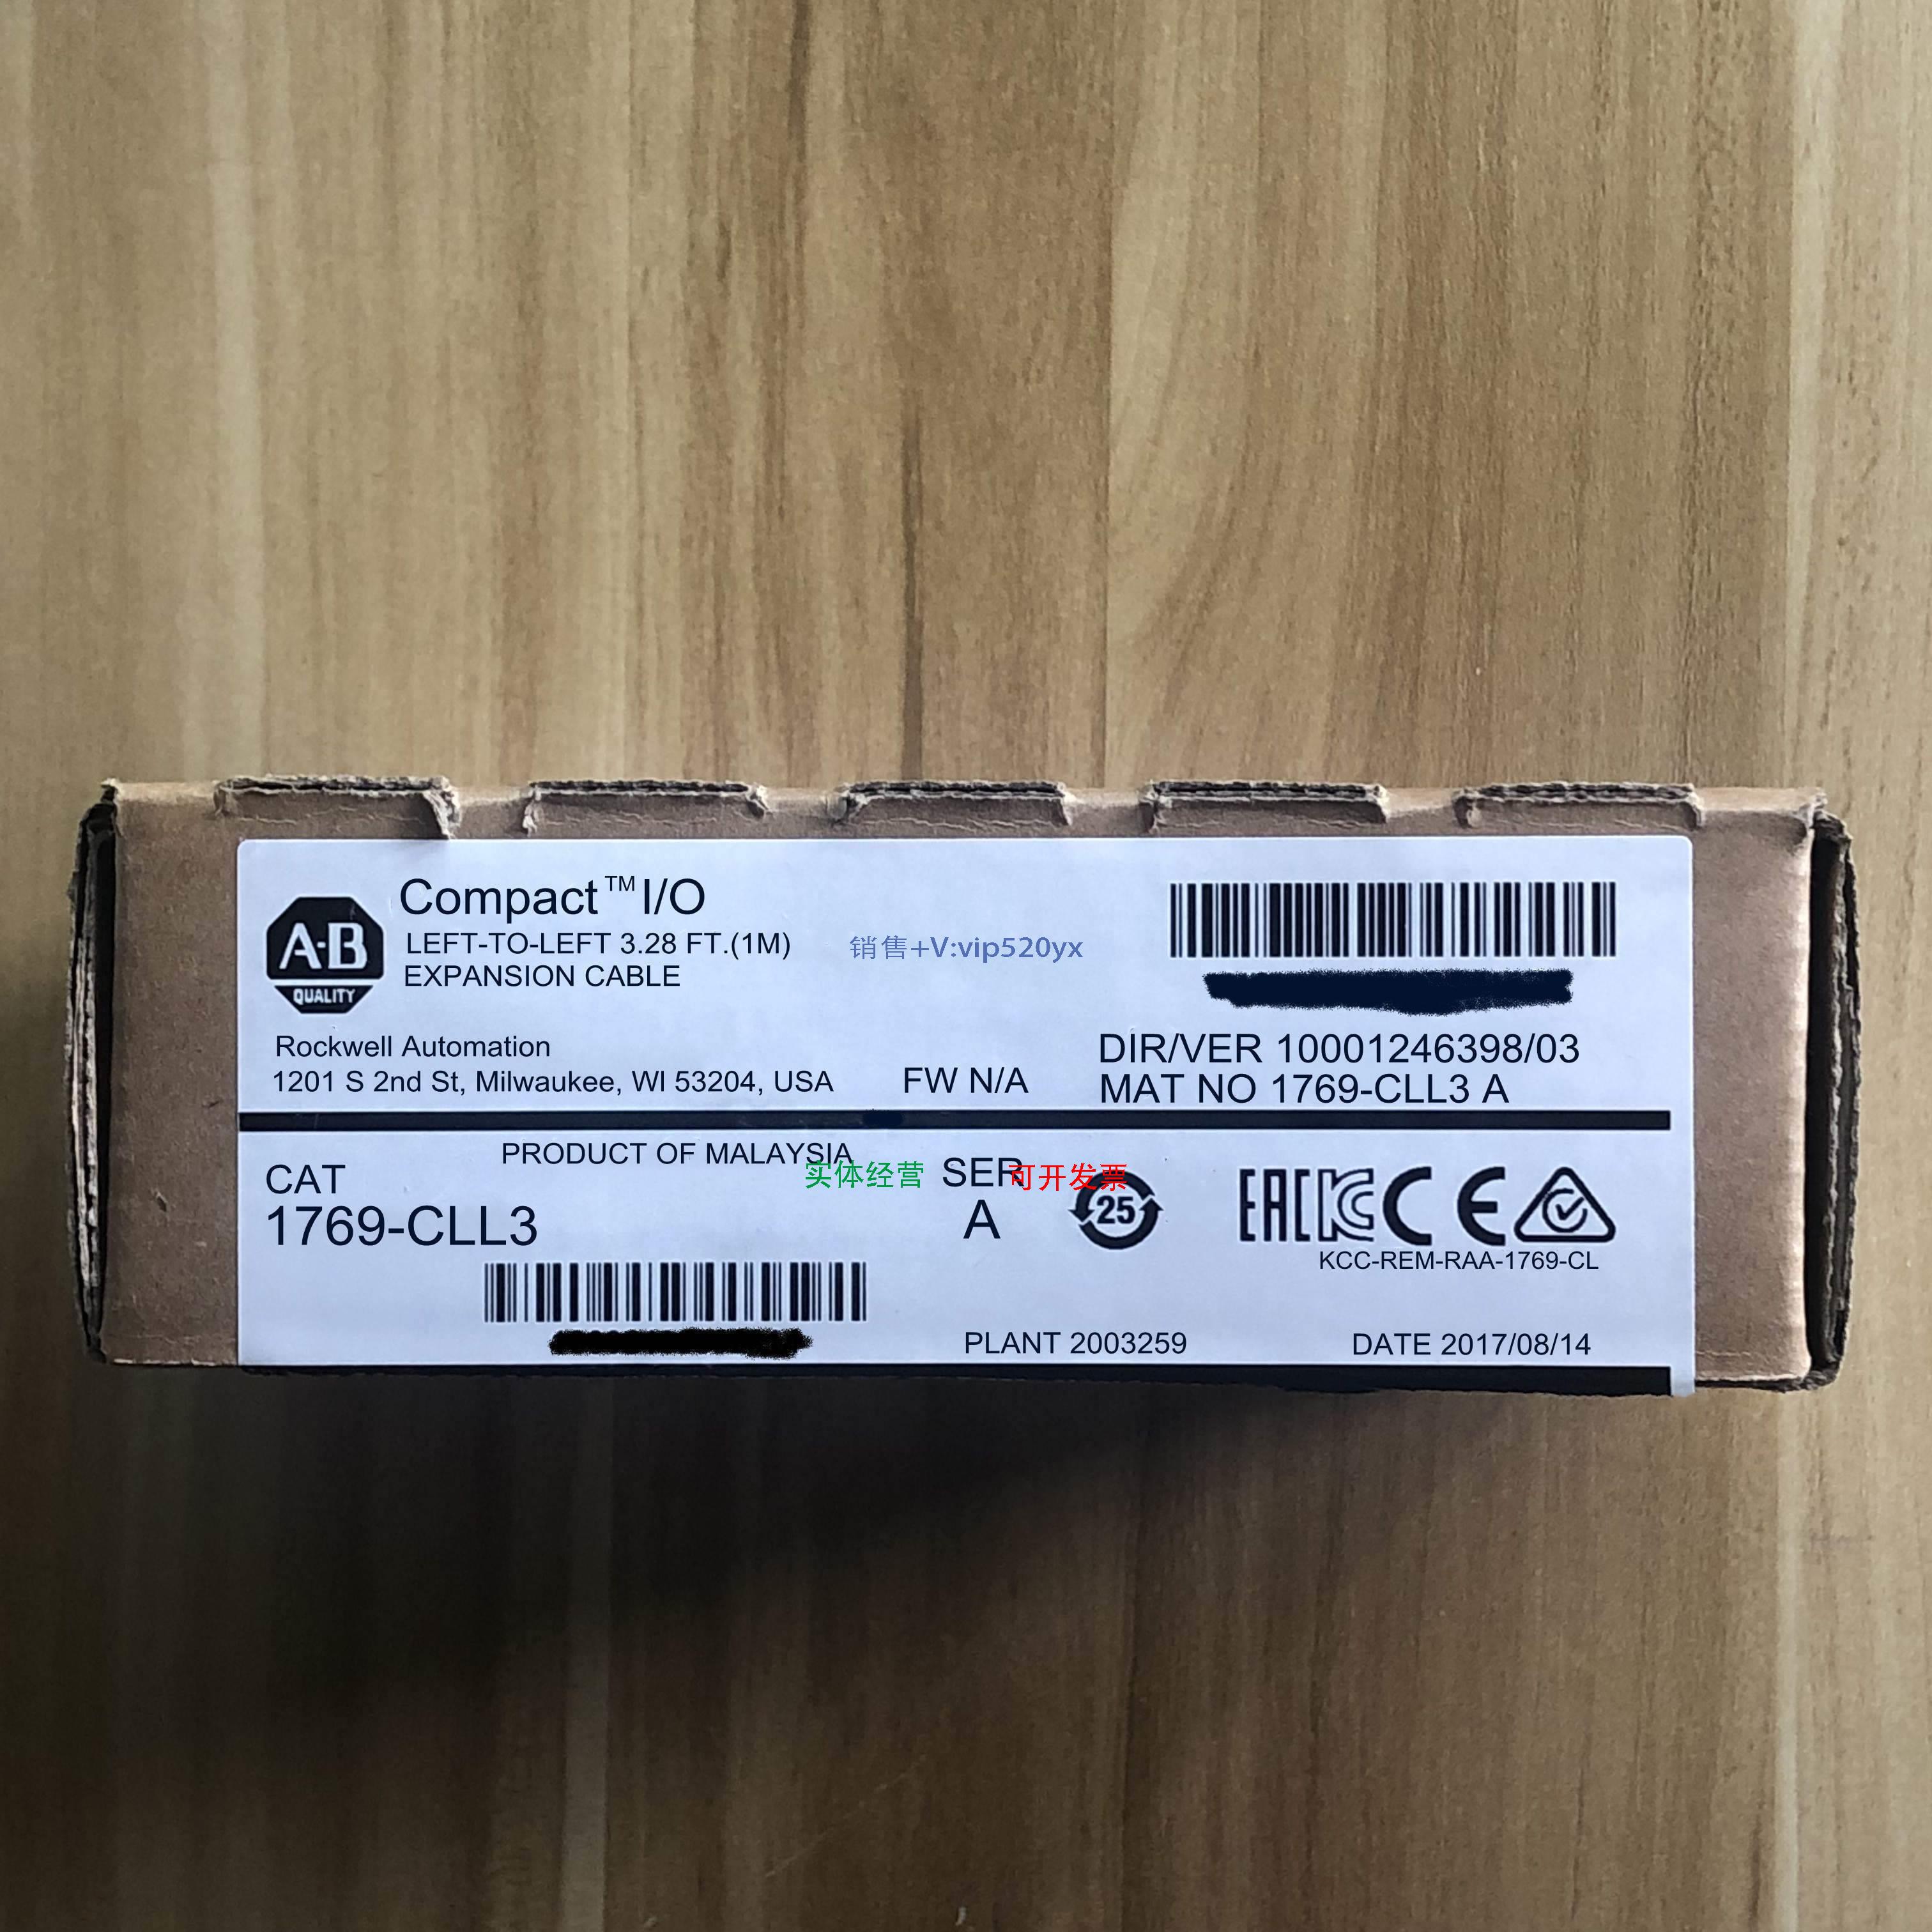 Compact™ I/O
A-B
QUALITY
LEFT-TO-LEFT 3.28 FT.(1M)
EXPANSION CABLE
销售+V:vip520yx
Rockwell Automation
1201 S 2nd St, Milwaukee, WI 53204, USA
FW N/A
DIR/VER 10001246398/03
MAT NO 1769-CLL3 A
PRODUCT OF MALAYSIA
实体经营
可开发票
CAT
1769-CLL3
SER
A
25
EAC KC CE
KCC-REM-RAA-1769-CL
PLANT 2003259
DATE 2017/08/14